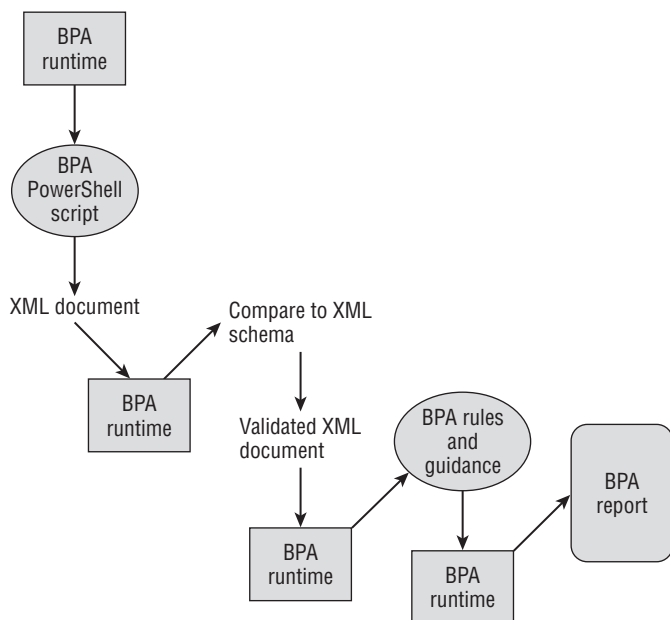 BPA
runtime
BPA
PowerShell
script
XML document
Compare to XML
schema
BPA
runtime
Validated XML
document
BPA rules
and
guidance
BPA
report
BPA
runtime
BPA
runtime